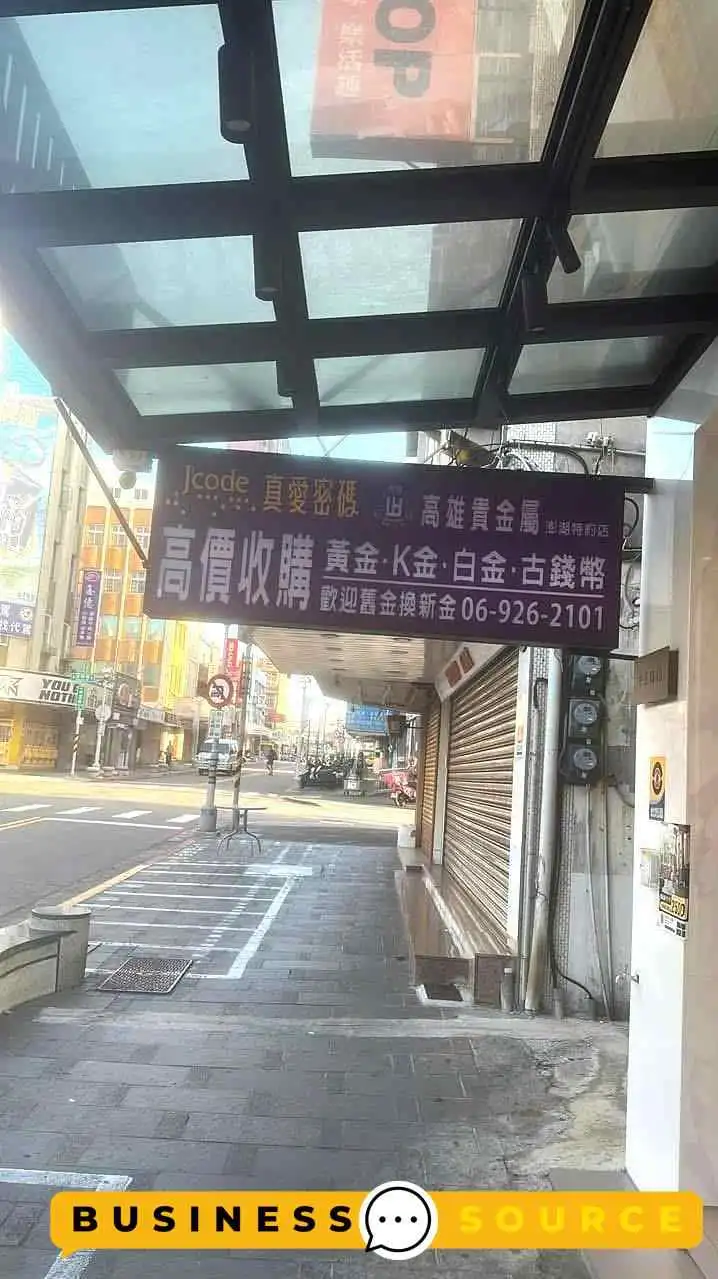 OP
Jcode 真愛密碼 高雄貴金屬 澎湖特約店
高價收購 黃金·K金·白金·古錢幣
歡迎舊金換新金 06-926-2101
YOU
NOT
BUSINESS SOURCE